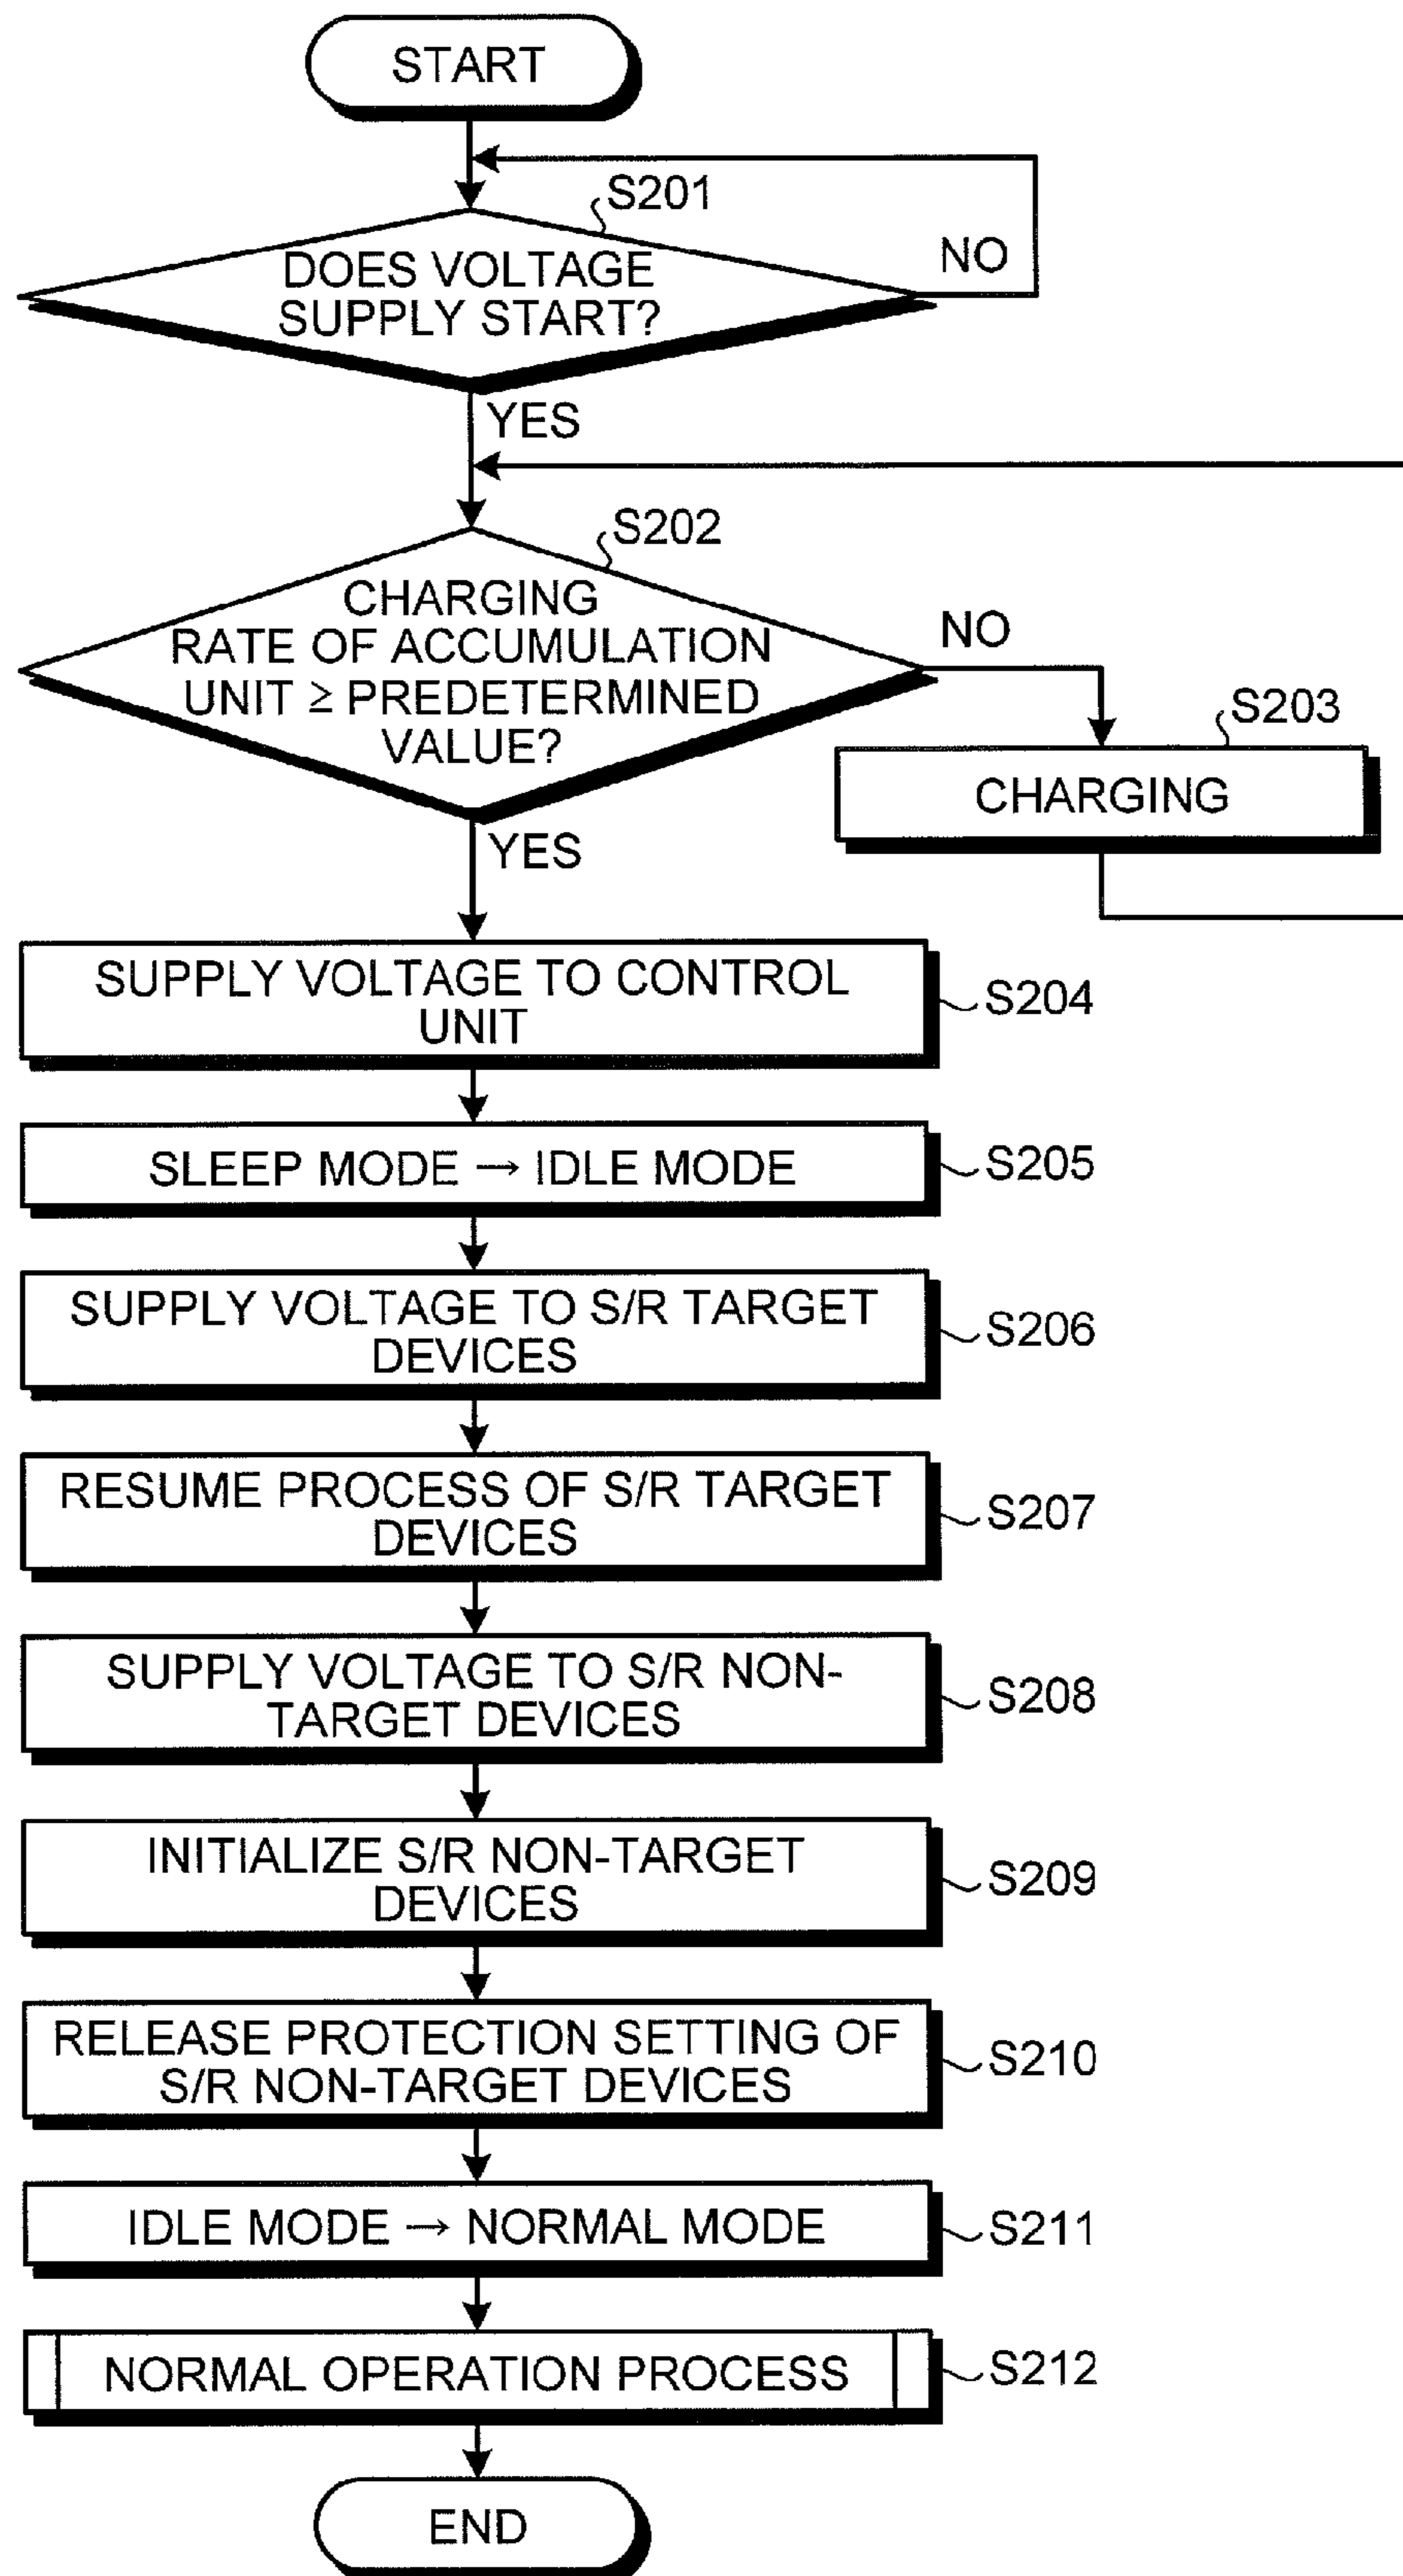 START
S201
DOES VOLTAGE
SUPPLY START?
NO
YES
S202
CHARGING
RATE OF ACCUMULATION
UNIT ≥ PREDETERMINED
VALUE?
NO
S203
CHARGING
YES
SUPPLY VOLTAGE TO CONTROL
UNIT
S204
SLEEP MODE → IDLE MODE
S205
SUPPLY VOLTAGE TO S/R TARGET
DEVICES
S206
RESUME PROCESS OF S/R TARGET
DEVICES
S207
SUPPLY VOLTAGE TO S/R NON-
TARGET DEVICES
S208
INITIALIZE S/R NON-TARGET
DEVICES
S209
RELEASE PROTECTION SETTING OF
S/R NON-TARGET DEVICES
S210
IDLE MODE → NORMAL MODE
S211
NORMAL OPERATION PROCESS
S212
END